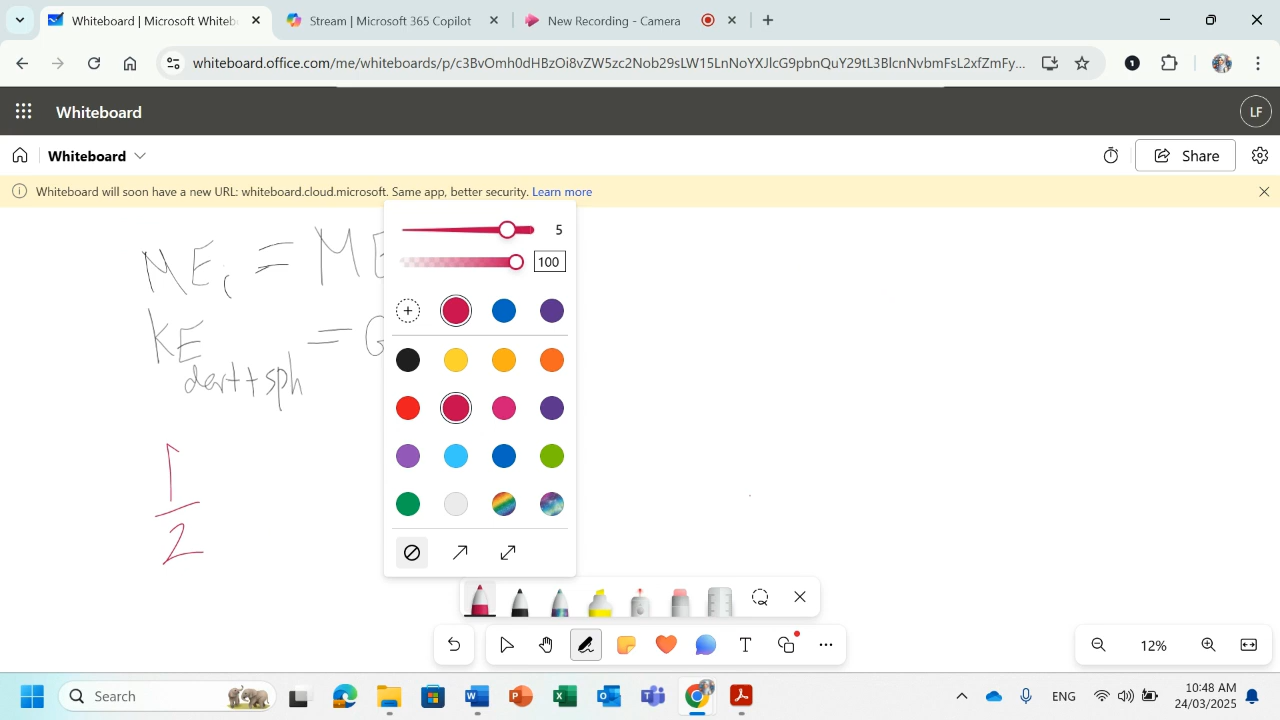 Whiteboard | Microsoft Whiteb
Stream | Microsoft 365 Copilot
New Recording - Camera
whiteboard.office.com/me/whiteboards/p/c3BvOmh0dHBzOi8vZW5zc2Nob29sLW15LnNoYXJlcG9pbnQuY29tL3BlcnNvbmFsL2xfZmFy...
1
Whiteboard
LF
Whiteboard
Share
Whiteboard will soon have a new URL: whiteboard.cloud.microsoft. Same app, better security. Learn more
5
100
MEi = ME
KE dart+sph = G
1
2
12%
Search
ENG
10:48 AM
24/03/2025